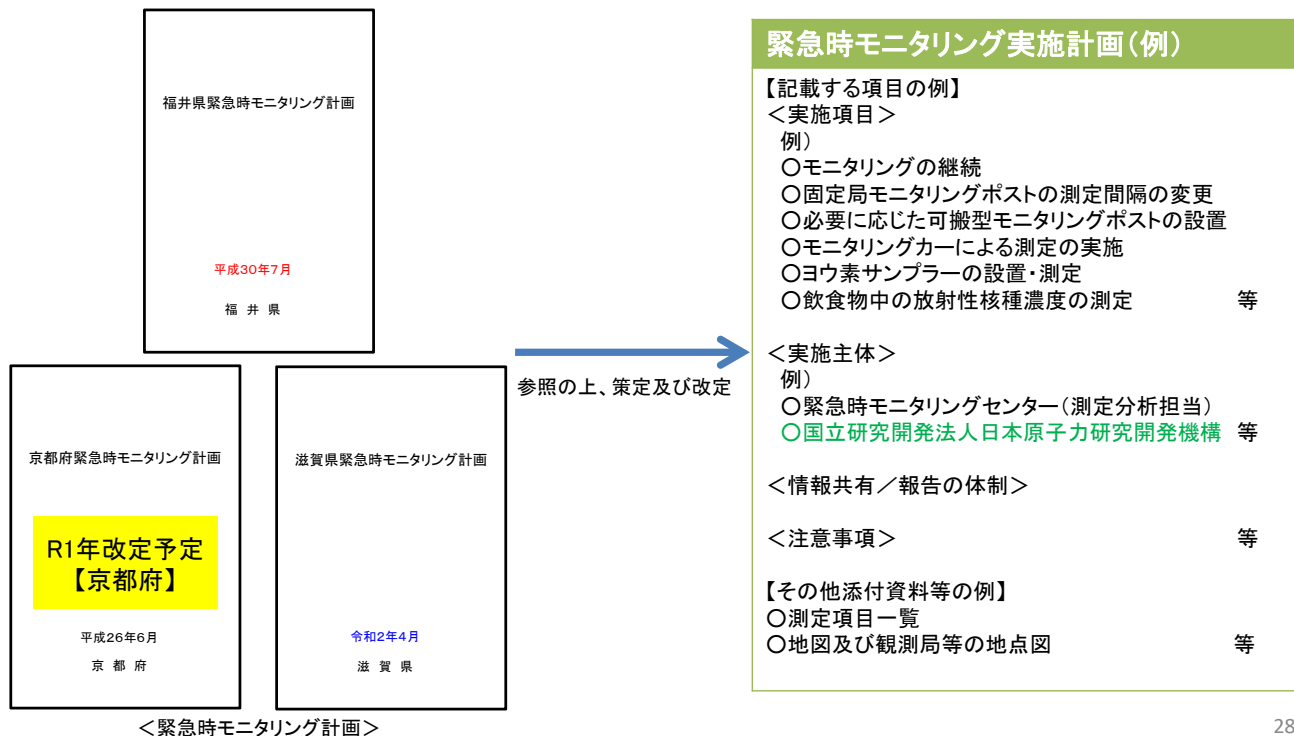 福井県緊急時モニタリング計画
平成30年7月
福 井 県
京都府緊急時モニタリング計画
R1年改定予定
【京都府】
平成26年6月
京 都 府
滋賀県緊急時モニタリング計画
令和2年4月
滋 賀 県
＜緊急時モニタリング計画＞
参照の上、策定及び改定
緊急時モニタリング実施計画（例）
【記載する項目の例】
＜実施項目＞
例）
○モニタリングの継続
○固定局モニタリングポストの測定間隔の変更
○必要に応じた可搬型モニタリングポストの設置
○モニタリングカーによる測定の実施
○ヨウ素サンプラーの設置・測定
○飲食物中の放射性核種濃度の測定 等
＜実施主体＞
例）
○緊急時モニタリングセンター（測定分析担当）
○国立研究開発法人日本原子力研究開発機構 等
＜情報共有／報告の体制＞
＜注意事項＞ 等
【その他添付資料等の例】
○測定項目一覧
○地図及び観測局等の地点図 等
28